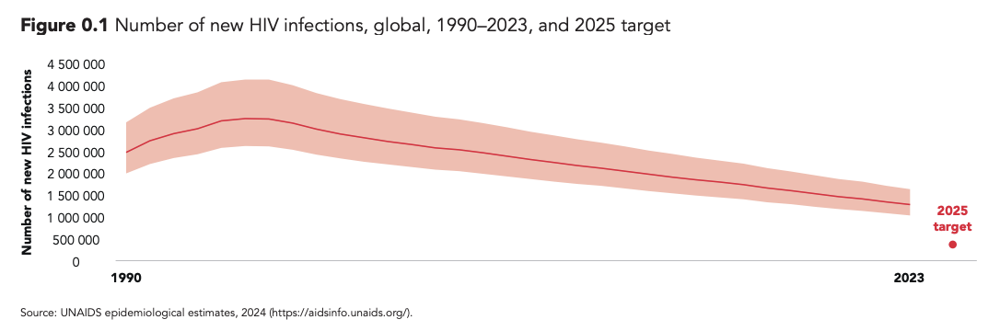 Figure 0.1 Number of new HIV infections, global, 1990–2023, and 2025 target
Number of new HIV infections
4 500 000
4 000 000
3 500 000
3 000 000
2 500 000
2 000 000
1 500 000
1 000 000
500 000
0
2025
target
1990
2023
Source: UNAIDS epidemiological estimates, 2024 (https://aidsinfo.unaids.org/).